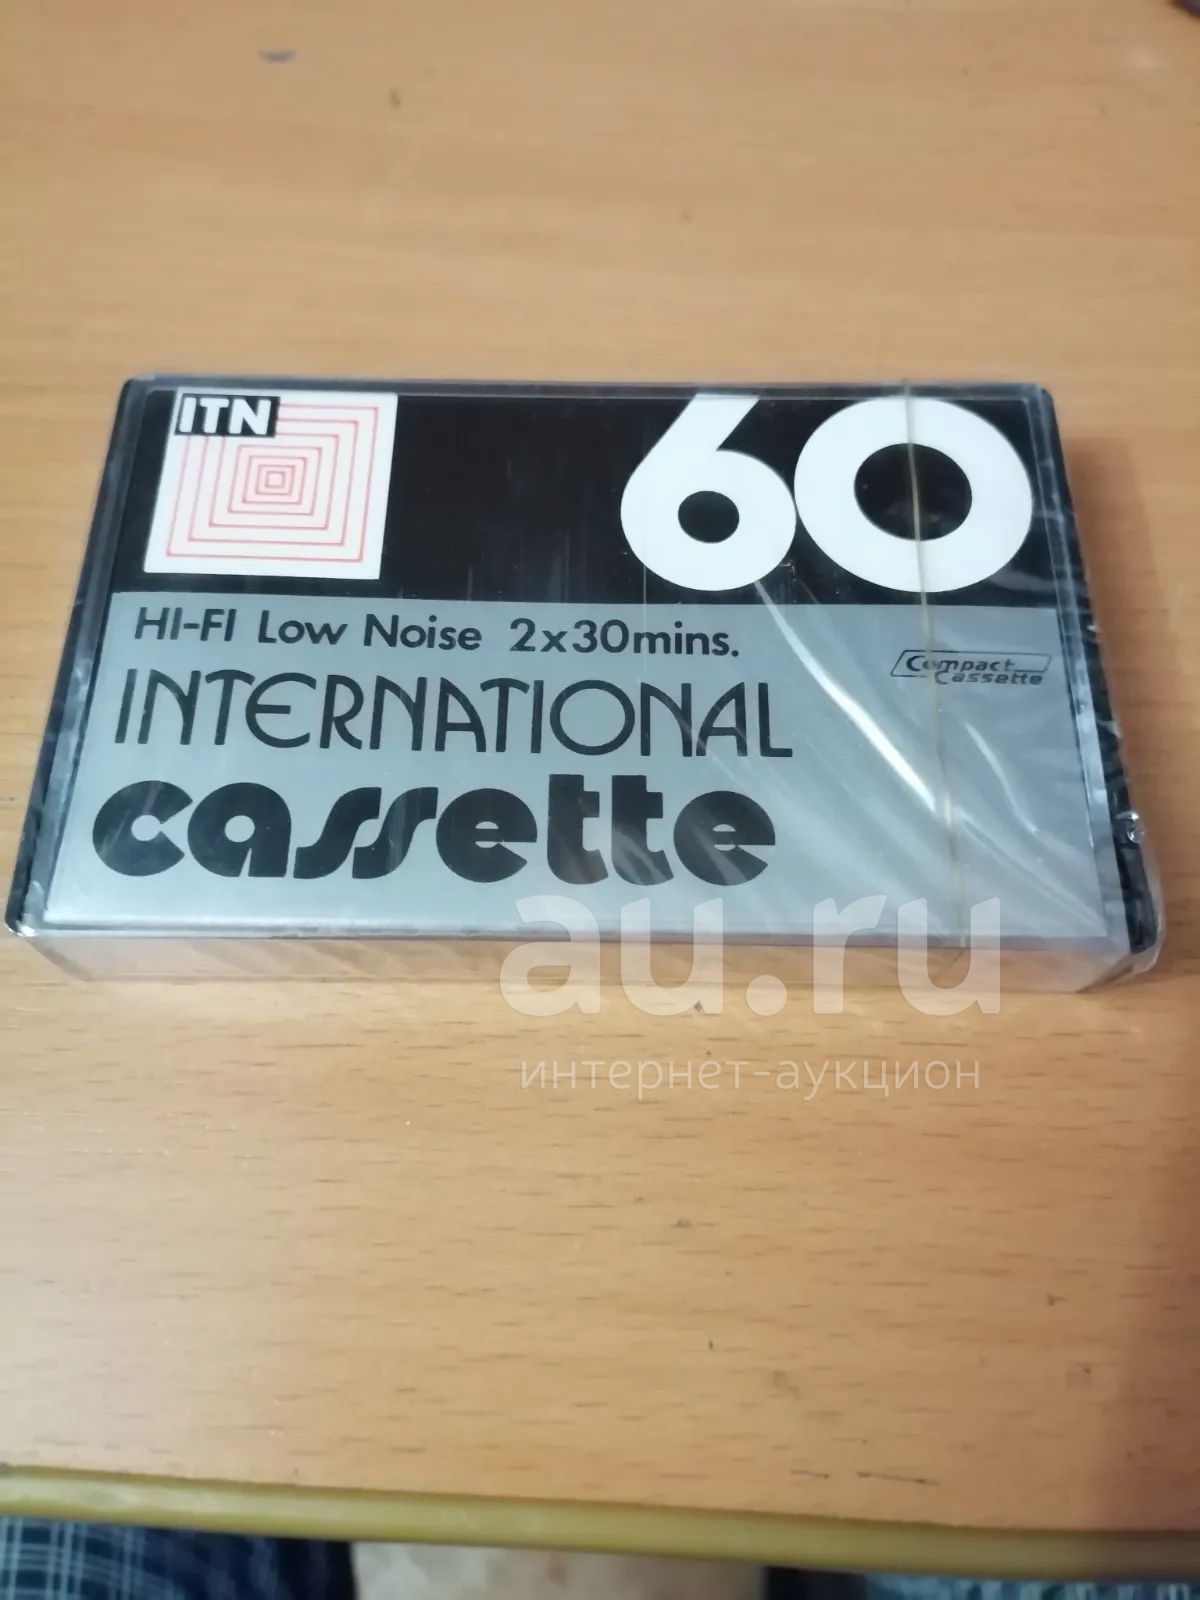 ITN
60
HI-FI Low Noise 2x30mins.
Compact
Cassette
INTERNATIONAL
cassette
au.ru
интернет-аукцион